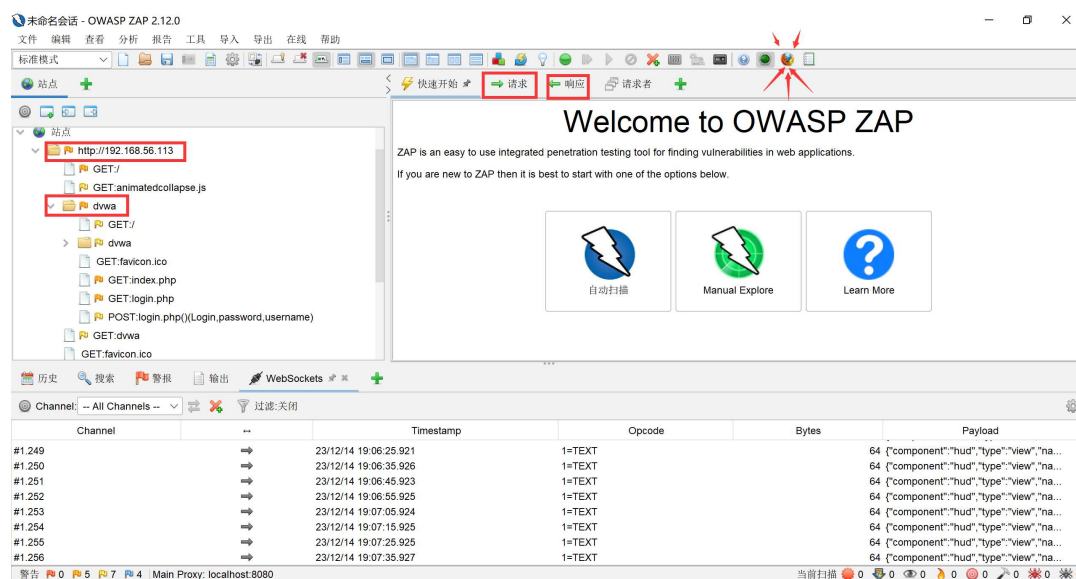 未命名会话 - OWASP ZAP 2.12.0
文件 编辑 查看 分析 报告 工具 导入 导出 在线 帮助
标准模式
站点
快速开始 请求 响应 请求者
站点
http://192.168.56.113
GET:/
GET:animatedcollapse.js
dvwa
GET:/
dvwa
GET:favicon.ico
GET:index.php
GET:login.php
POST:login.php()(Login,password,username)
GET:dvwa
GET:favicon.ico
Welcome to OWASP ZAP
ZAP is an easy to use integrated penetration testing tool for finding vulnerabilities in web applications.
If you are new to ZAP then it is best to start with one of the options below.
自动扫描 Manual Explore Learn More
历史 搜索 警报 输出 WebSockets
Channel: -- All Channels -- 过滤:关闭
Channel Timestamp Opcode Bytes Payload
#1.249 23/12/14 19:06:25.921 1=TEXT 64 {"component":"hud","type":"view","na...
#1.250 23/12/14 19:06:35.926 1=TEXT 64 {"component":"hud","type":"view","na...
#1.251 23/12/14 19:06:45.923 1=TEXT 64 {"component":"hud","type":"view","na...
#1.252 23/12/14 19:06:55.925 1=TEXT 64 {"component":"hud","type":"view","na...
#1.253 23/12/14 19:07:05.924 1=TEXT 64 {"component":"hud","type":"view","na...
#1.254 23/12/14 19:07:15.925 1=TEXT 64 {"component":"hud","type":"view","na...
#1.255 23/12/14 19:07:25.925 1=TEXT 64 {"component":"hud","type":"view","na...
#1.256 23/12/14 19:07:35.927 1=TEXT 64 {"component":"hud","type":"view","na...
警告 0 5 7 4 Main Proxy: localhost:8080 当前扫描 0 0 0 0 0 0 0